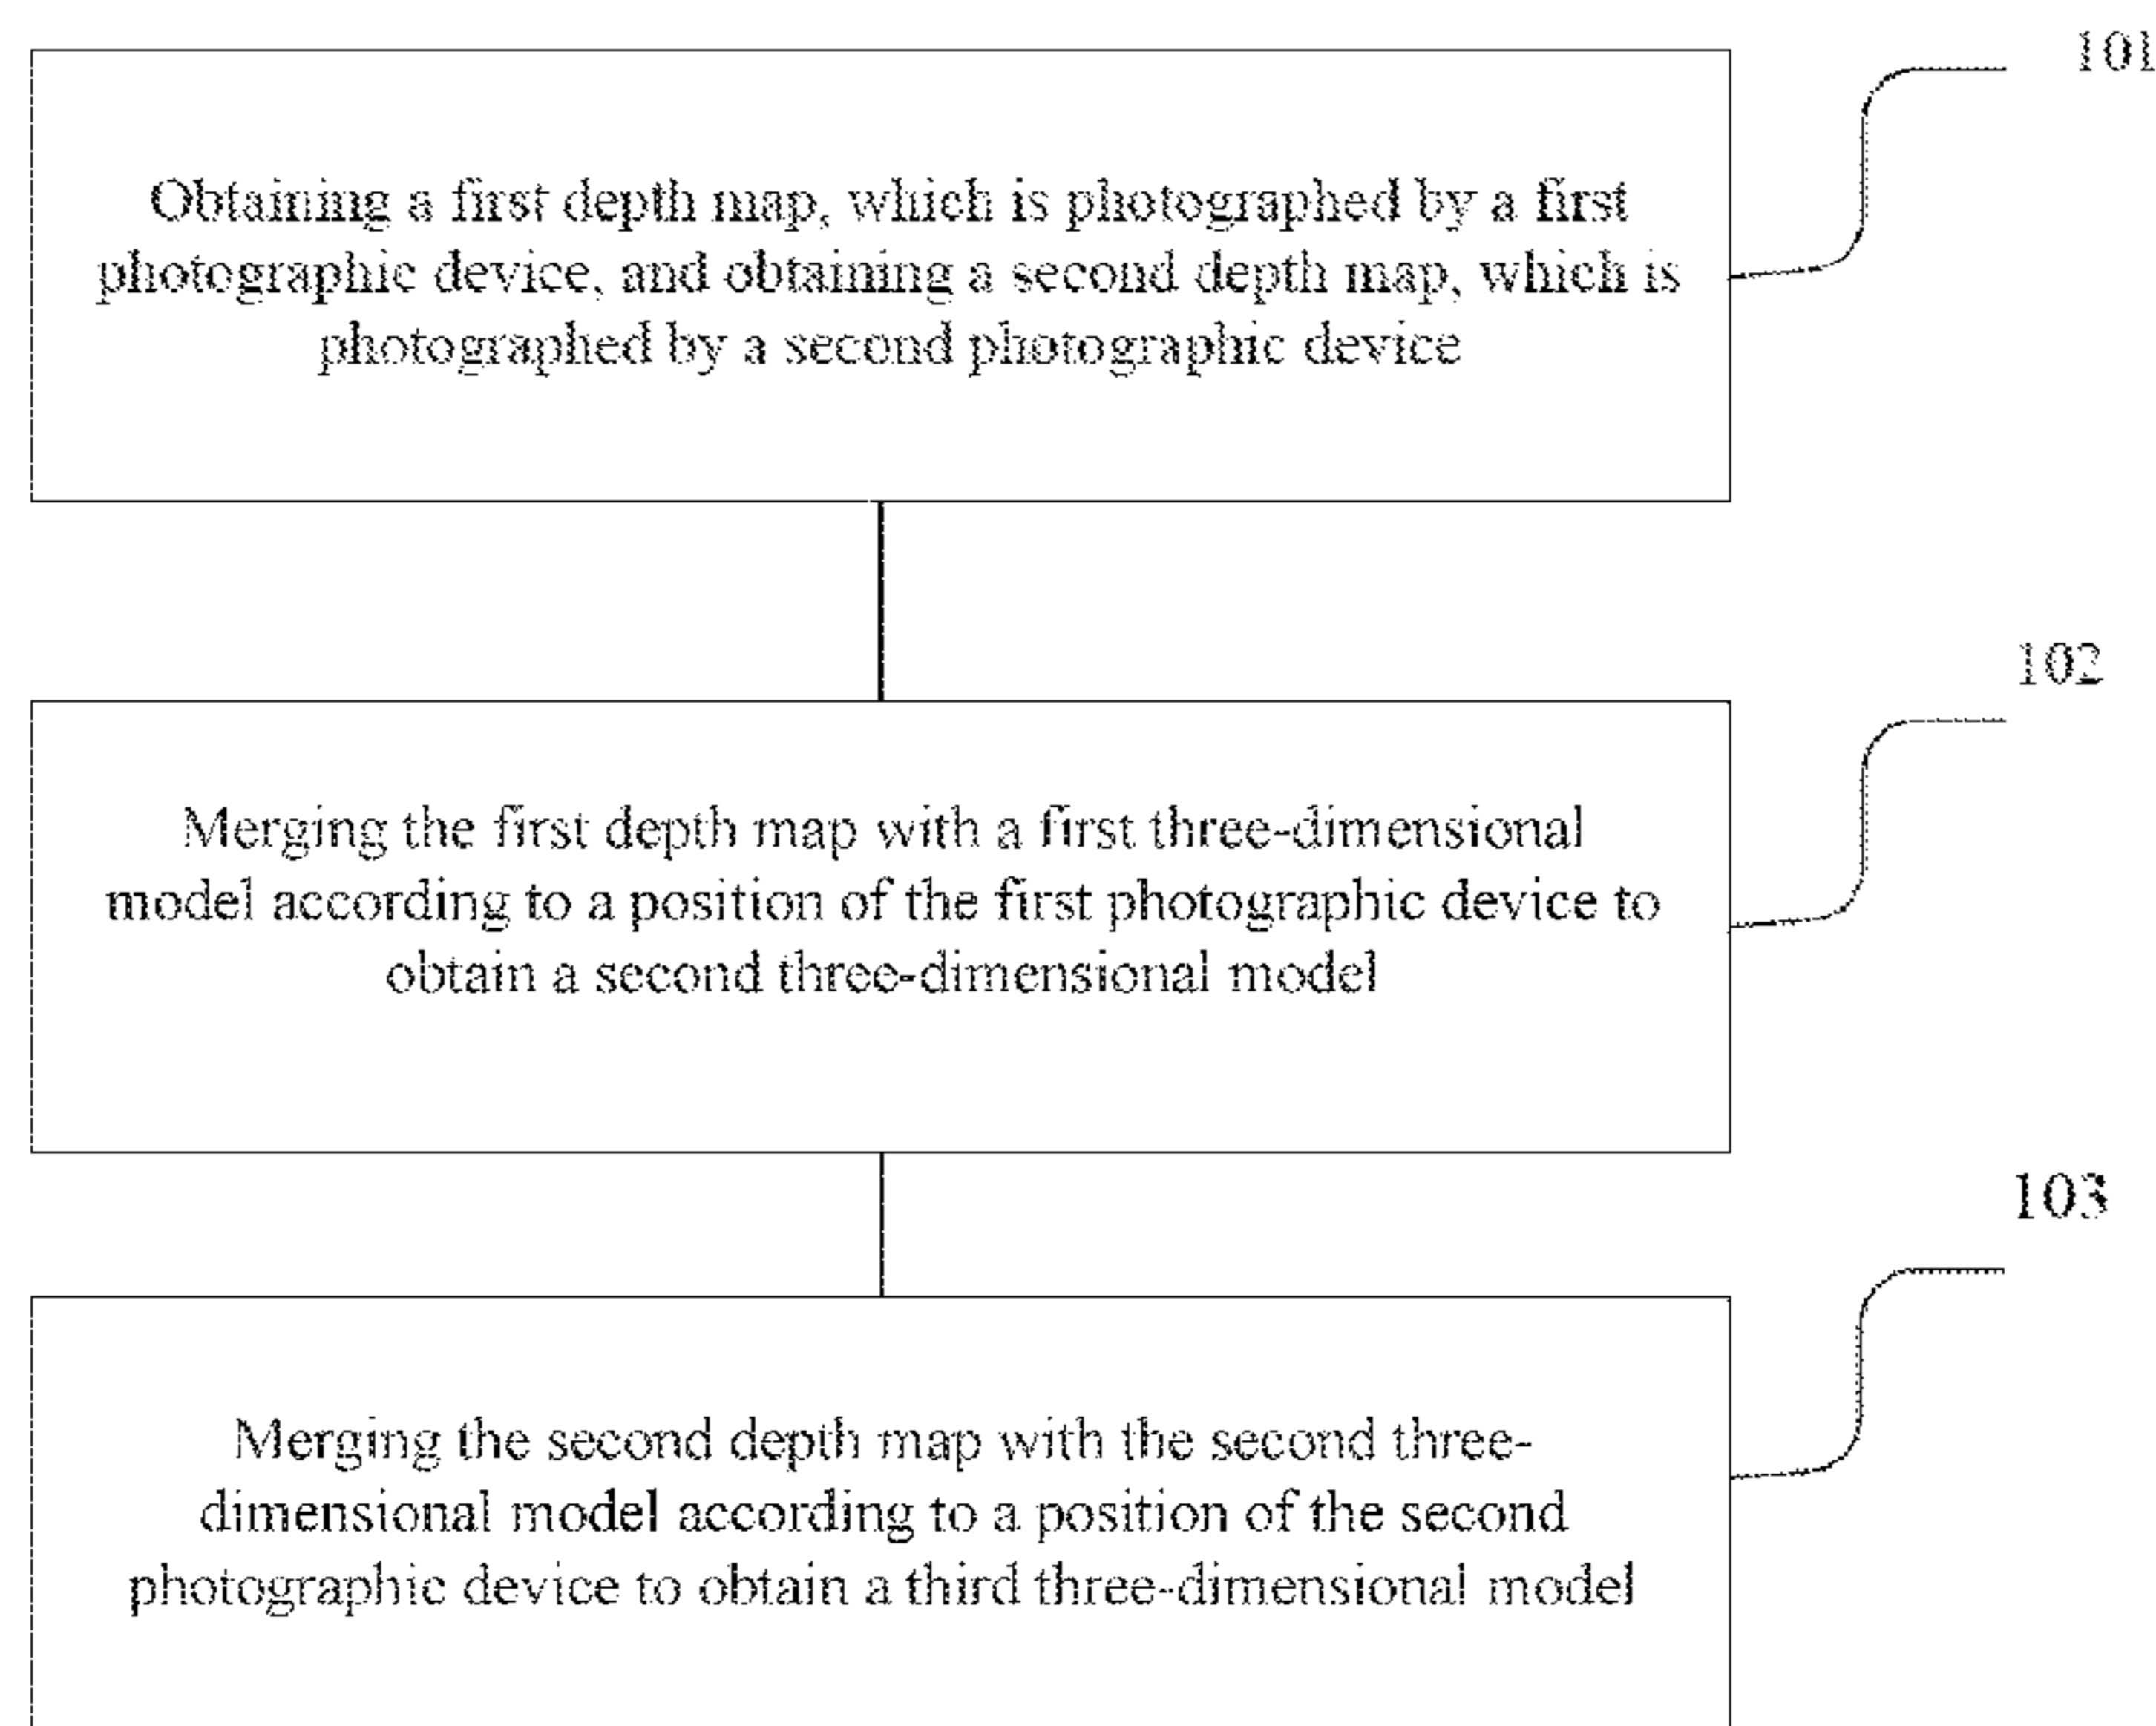 101
Obtaining a first depth map, which is photographed by a first
photographic device, and obtaining a second depth map, which is
photographed by a second photographic device
102
Merging the first depth map with a first three-dimensional
model according to a position of the first photographic device to
obtain a second three-dimensional model
103
Merging the second depth map with the second three-
dimensional model according to a position of the second
photographic device to obtain a third three-dimensional model